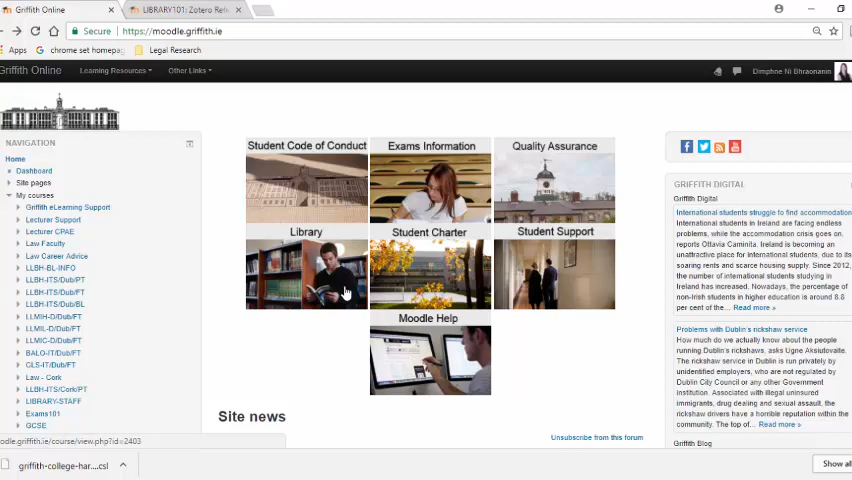 Griffith Online
LIBRARY101: Zotero Refe
Secure https://moodle.griffith.ie
Apps chrome set homepag Legal Research
Griffith Online Learning Resources Other Links Dimphne Ni Bhraonanin
NAVIGATION
Home
Dashboard
Site pages
My courses
Griffith eLearning Support
Lecturer Support
Lecturer CPAE
Law Faculty
Law Career Advice
LLBH-BL-INFO
LLBH-ITS/Dub/PT
LLBH-ITS/Dub/FT
LLBH-ITS/Dub/BL
LLMIH-D/Dub/FT
LLMIL-D/Dub/FT
LLMIC-D/Dub/FT
BALO-IT/Dub/FT
CLS-IT/Dub/FT
Law - Cork
LLBH-ITS/Cork/PT
LIBRARY-STAFF
Exams101
GCSE
oodle.griffith.ie/course/view.php?id=2403
Student Code of Conduct Exams Information Quality Assurance
Library Student Charter Student Support
Moodle Help
Site news
Unsubscribe from this forum
GRIFFITH DIGITAL
Griffith Digital
International students struggle to find accommodation
International students in Ireland are facing endless
problems, while the accommodation crisis goes on,
reports Ottavia Caminita. Ireland is becoming an
unattractive place for international students, due to its
soaring rents and scarce housing supply. Since 2012,
the number of international students studying in
Ireland has increased. Nowadays, the percentage of
non-Irish students in higher education is around 8.8
per cent of the... Read more »
Problems with Dublin's rickshaw service
How much do we actually know about the people
running Dublin's rickshaws, asks Ugne Aksiutovaite.
The rickshaw service in Dublin is run privately by
unidentified employers, who are not regulated by
Dublin City Council or any other Government
institution. Associated with illegal uninsured
immigrants, drug dealing and sexual assault, the
rickshaw drivers have a horrible reputation within the
community. The top of... Read more »
Griffith Blog
griffith-college-har....csl
Show all